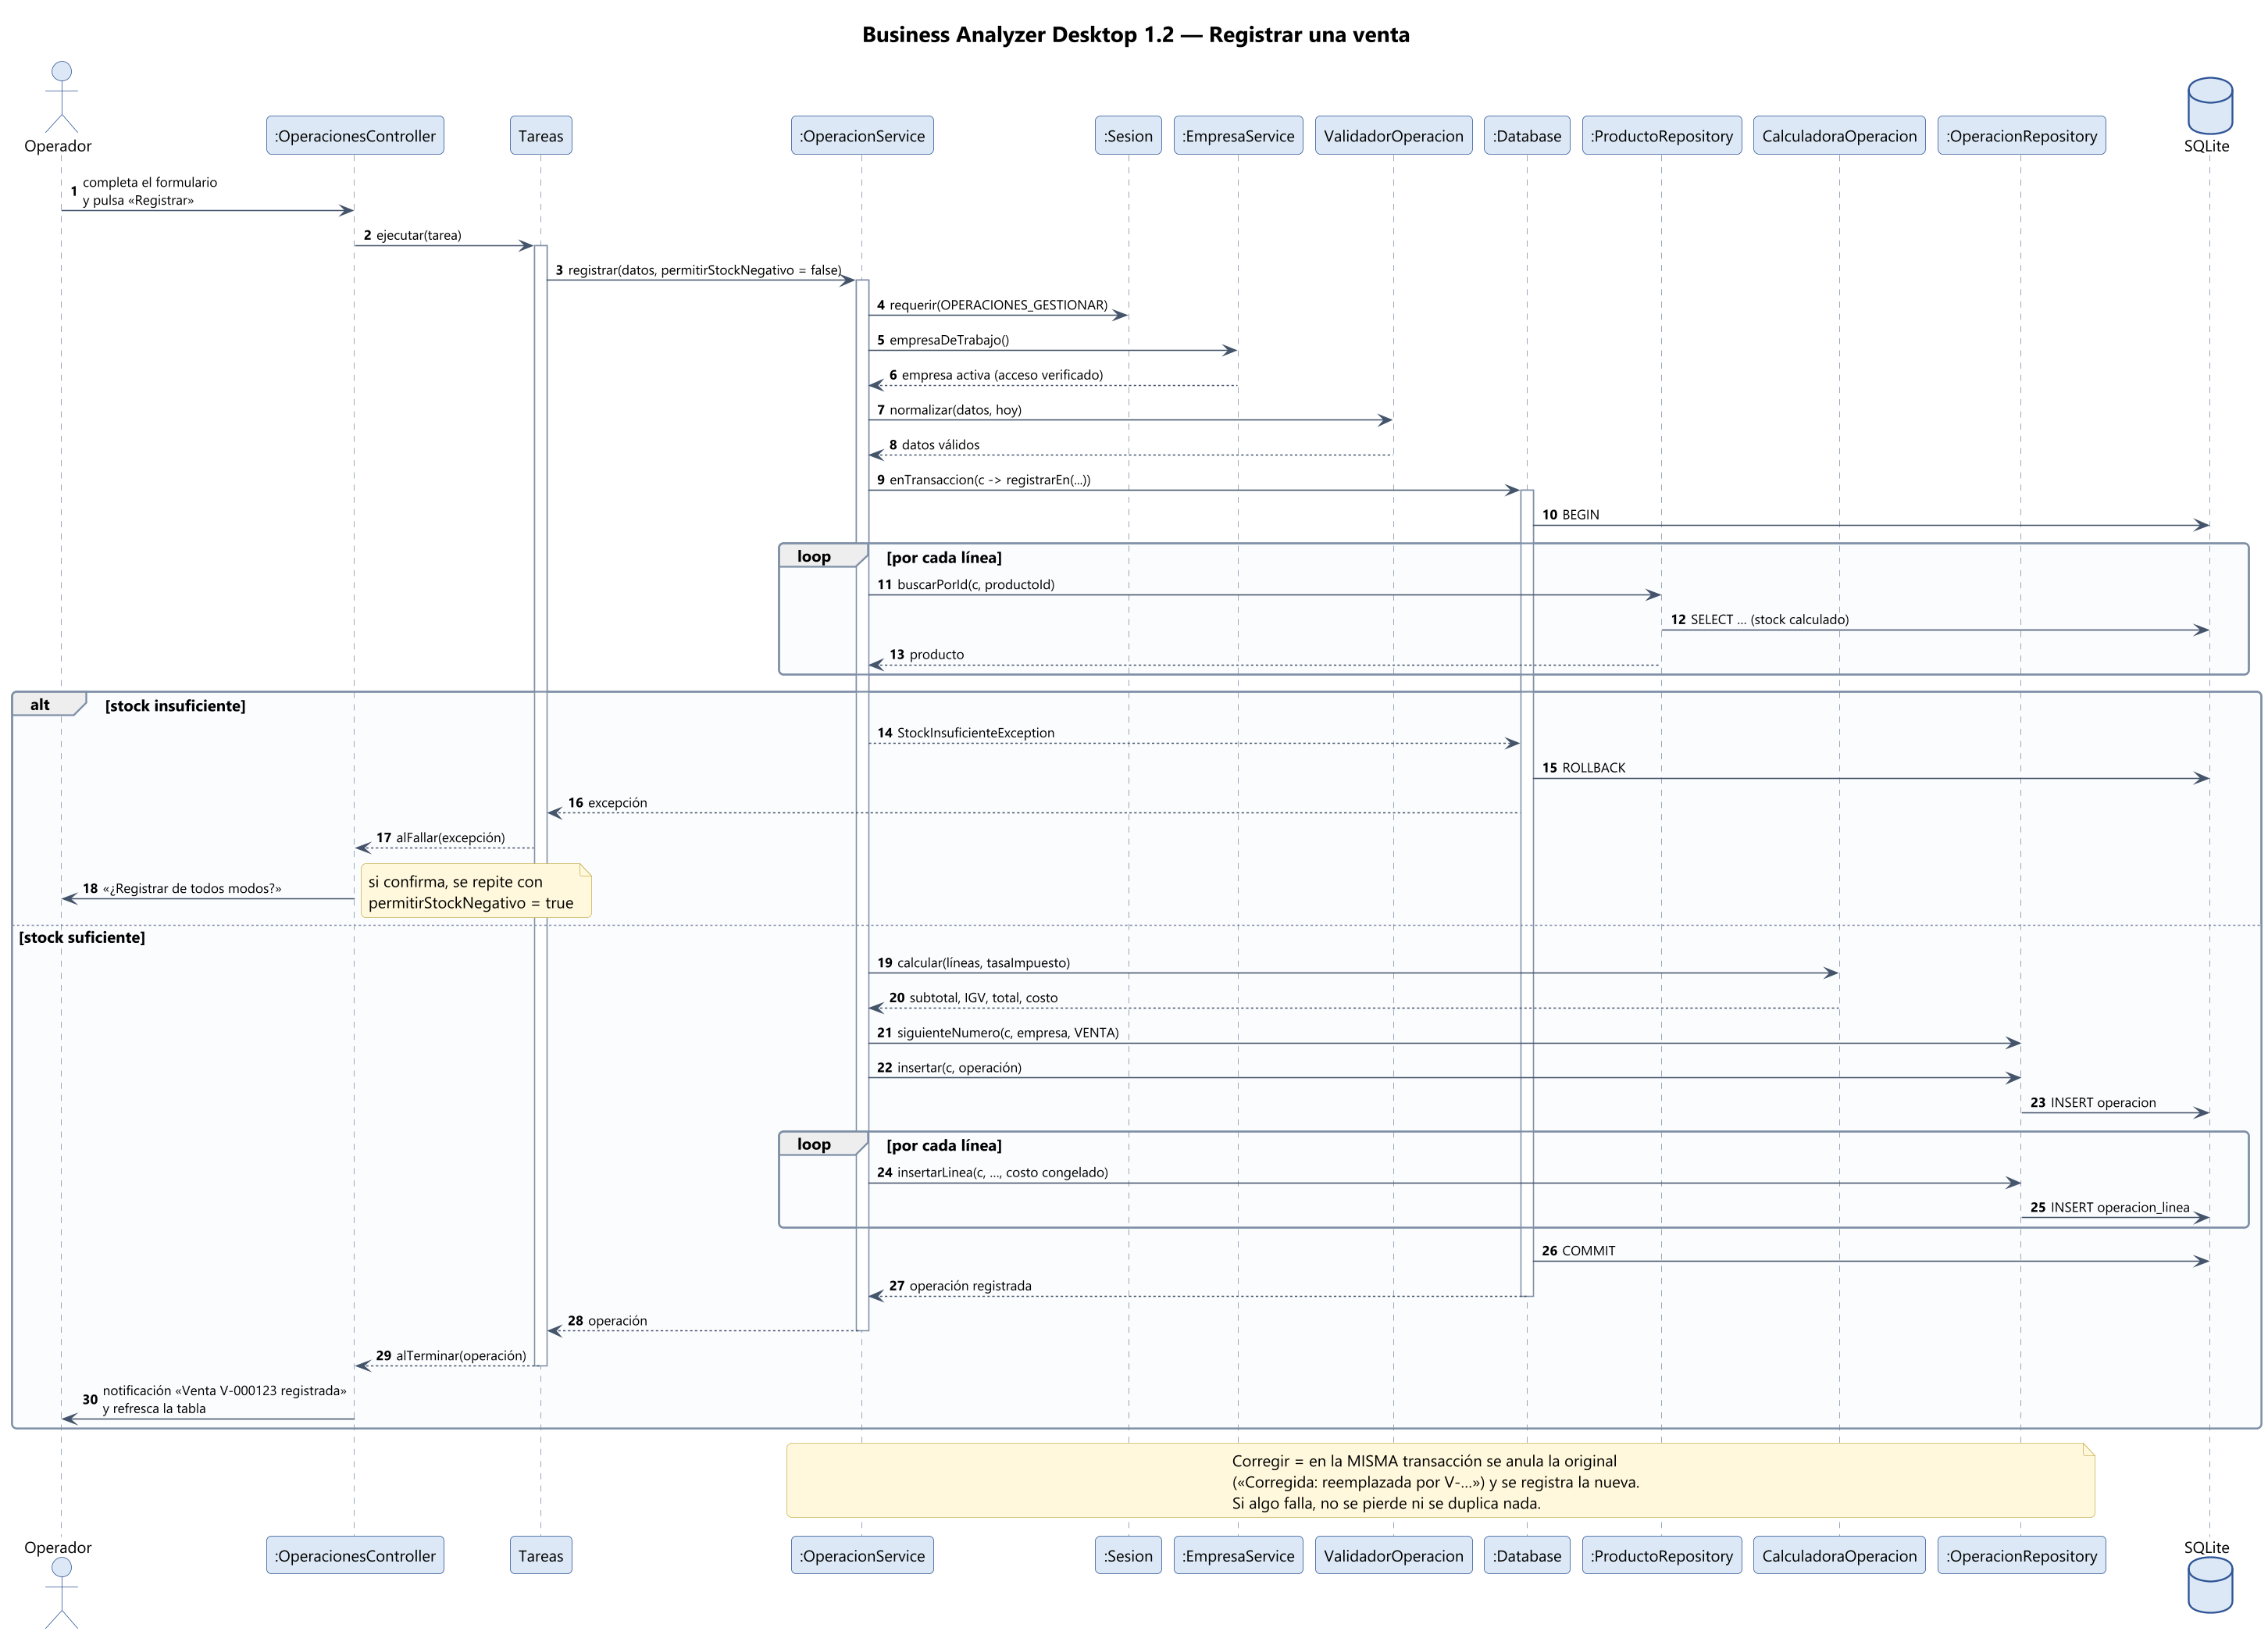 Business Analyzer Desktop 1.2 — Registrar una venta
Operador
:OperacionesController
Tareas
:OperacionService
:Sesion
:EmpresaService
ValidadorOperacion
:Database
:ProductoRepository
CalculadoraOperacion
:OperacionRepository
SQLite
1 completa el formulario
y pulsa «Registrar»
2 ejecutar(tarea)
3 registrar(datos, permitirStockNegativo = false)
4 requerir(OPERACIONES_GESTIONAR)
5 empresaDeTrabajo()
6 empresa activa (acceso verificado)
7 normalizar(datos, hoy)
8 datos válidos
9 enTransaccion(c -> registrarEn(...))
10 BEGIN
loop [por cada línea]
11 buscarPorId(c, productoId)
12 SELECT ... (stock calculado)
13 producto
alt [stock insuficiente]
14 StockInsuficienteException
15 ROLLBACK
16 excepción
17 alFallar(excepción)
18 «¿Registrar de todos modos?»
si confirma, se repite con
permitirStockNegativo = true
[stock suficiente]
19 calcular(líneas, tasaImpuesto)
20 subtotal, IGV, total, costo
21 siguienteNumero(c, empresa, VENTA)
22 insertar(c, operación)
23 INSERT operacion
loop [por cada línea]
24 insertarLinea(c, ..., costo congelado)
25 INSERT operacion_linea
26 COMMIT
27 operación registrada
28 operación
29 alTerminar(operación)
30 notificación «Venta V-000123 registrada»
y refresca la tabla
Corregir = en la MISMA transacción se anula la original
(«Corregida: reemplazada por V-...») y se registra la nueva.
Si algo falla, no se pierde ni se duplica nada.
Operador
:OperacionesController
Tareas
:OperacionService
:Sesion
:EmpresaService
ValidadorOperacion
:Database
:ProductoRepository
CalculadoraOperacion
:OperacionRepository
SQLite